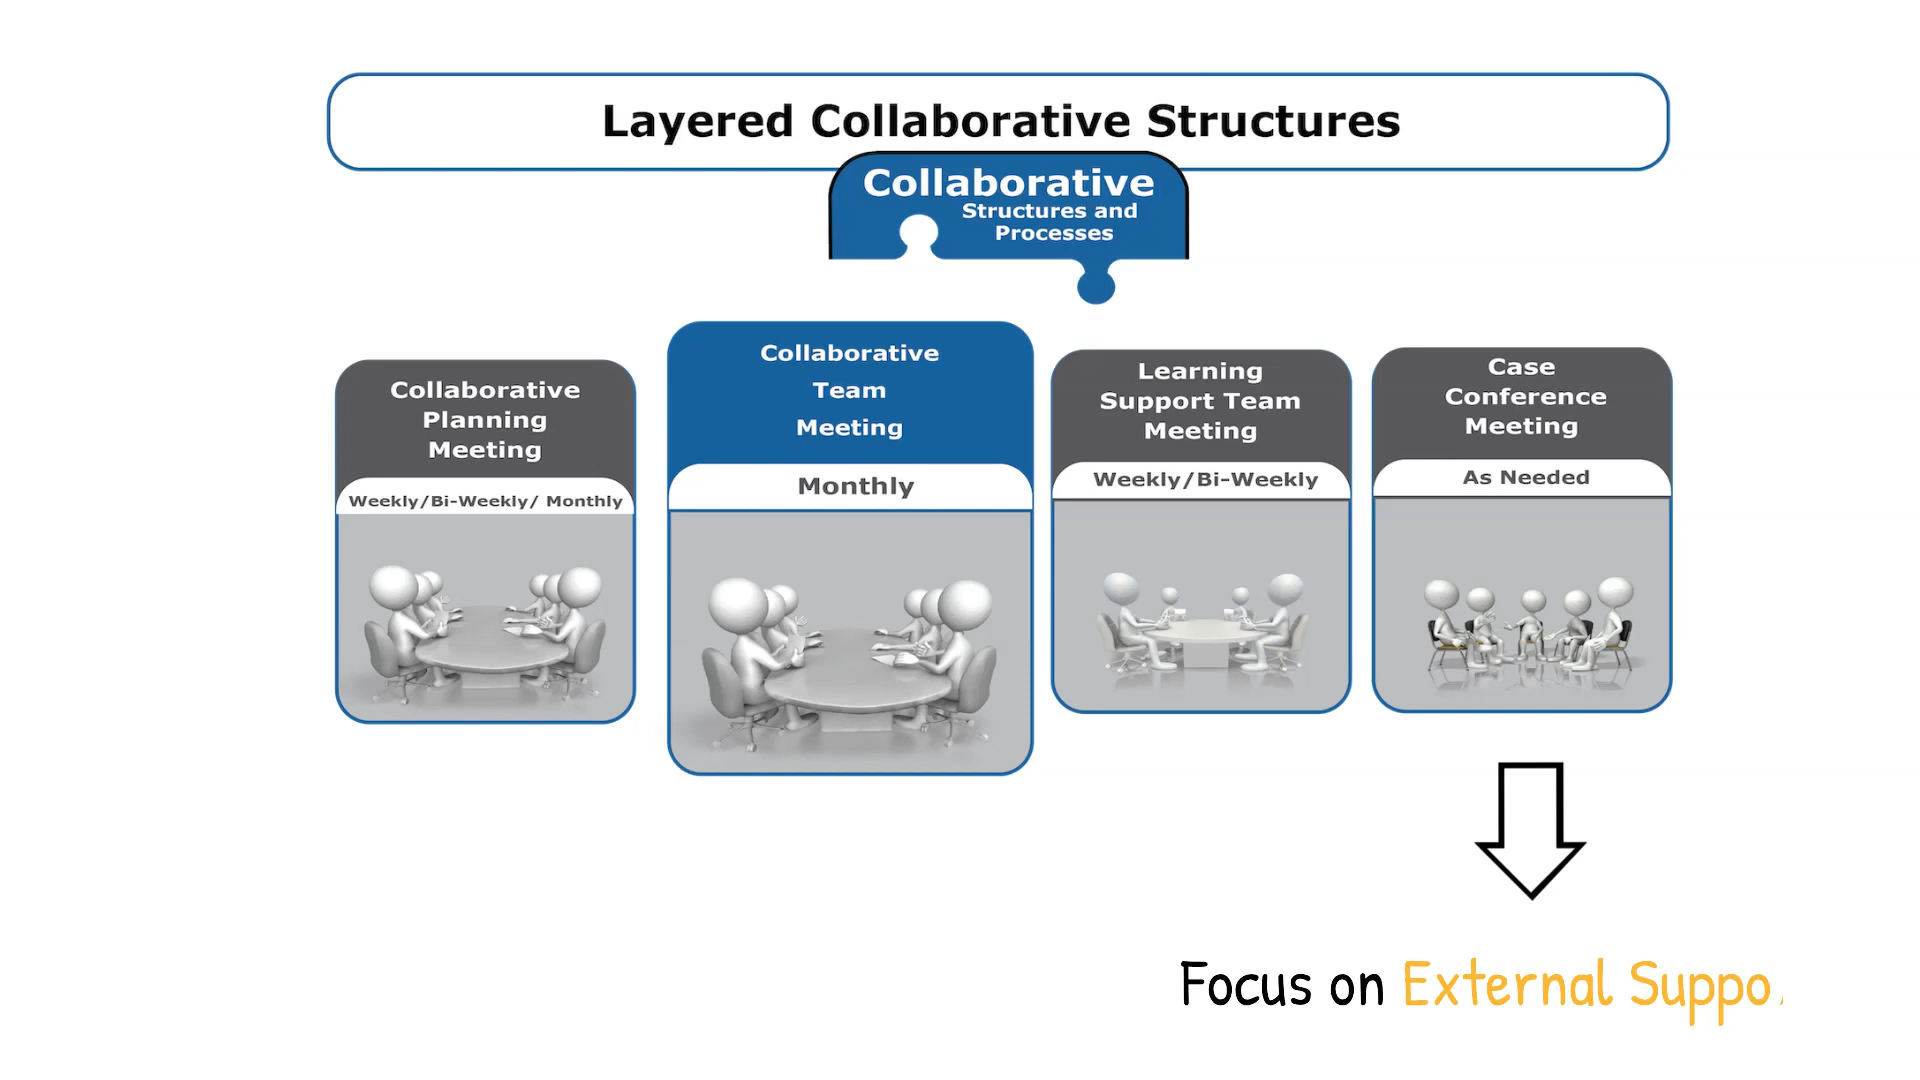 Layered Collaborative Structures
Collaborative
Structures and
Processes
Collaborative
Planning
Meeting
Weekly/Bi-Weekly/ Monthly
Collaborative
Team
Meeting
Monthly
Learning
Support Team
Meeting
Weekly/Bi-Weekly
Case
Conference
Meeting
As Needed
Focus on External Suppo